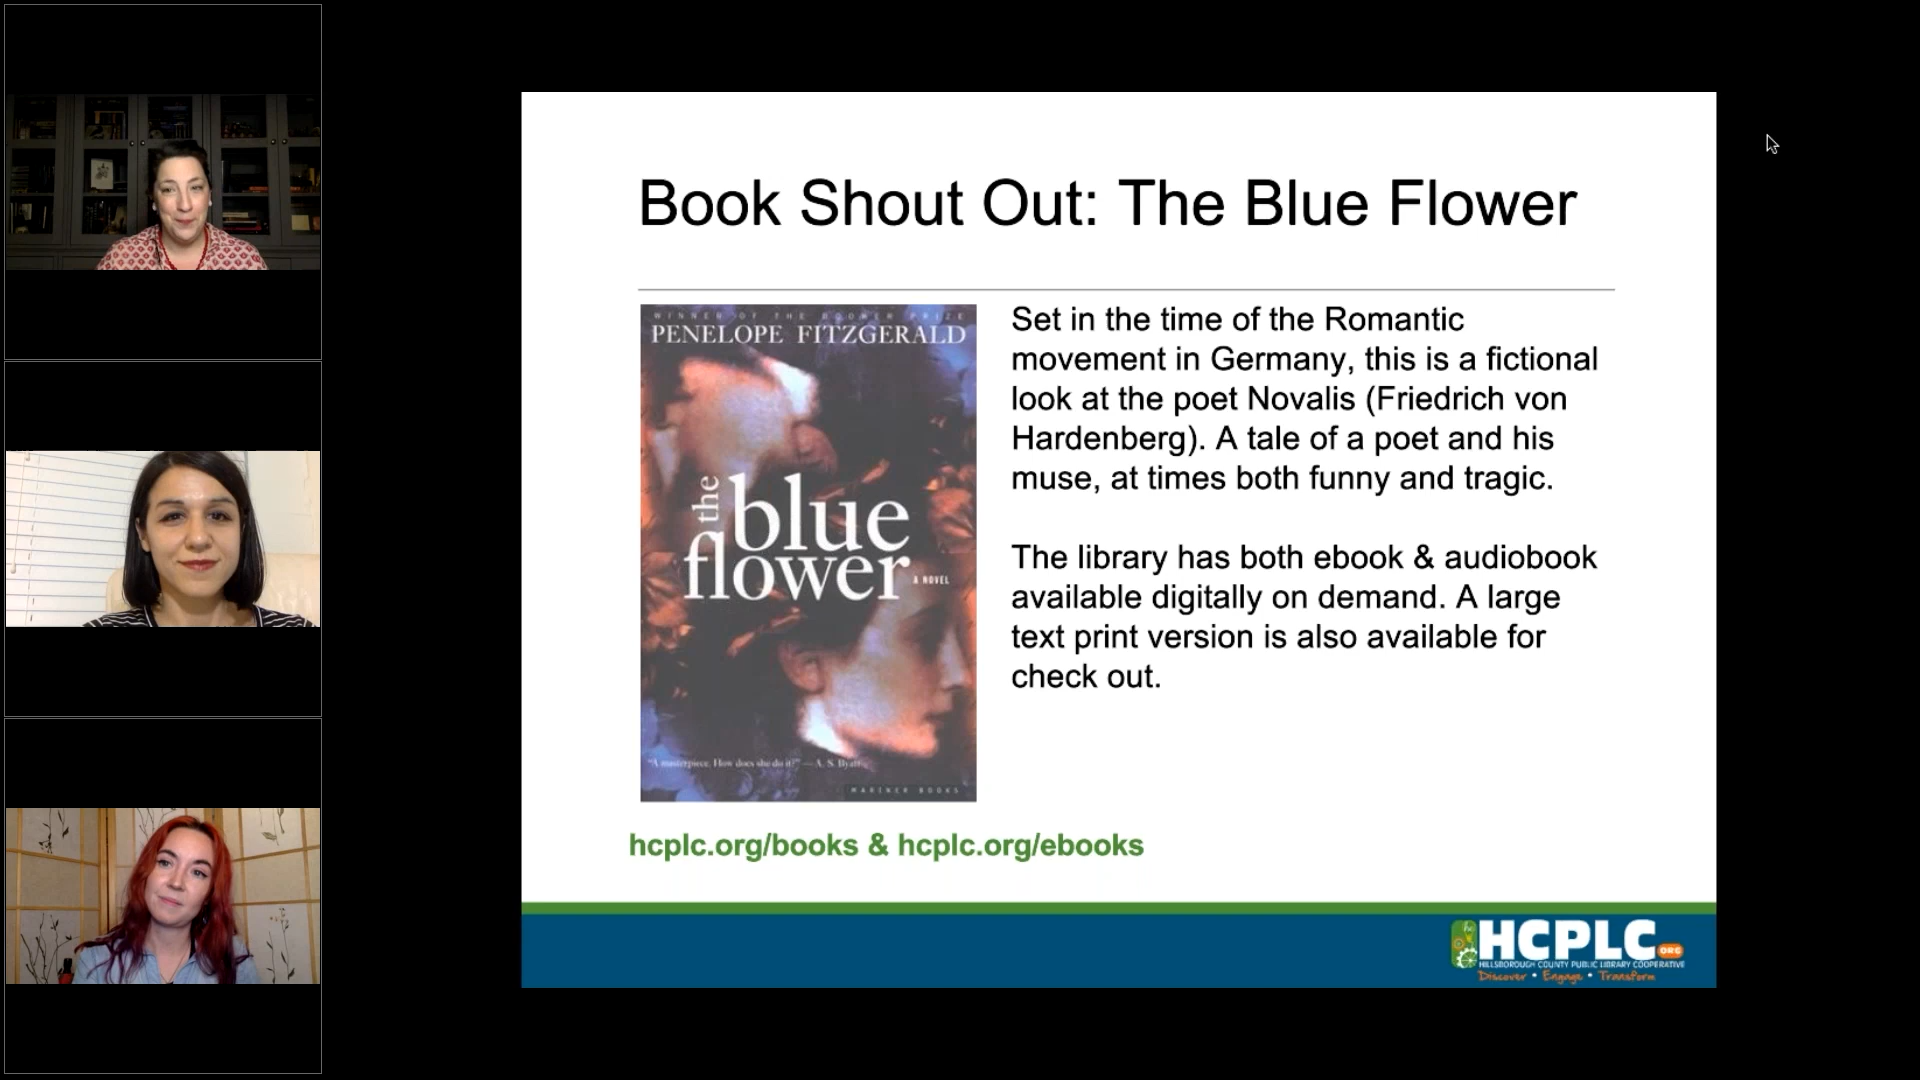 Book Shout Out: The Blue Flower
WINNER OF THE BOOKER PRIZE
PENELOPE FITZGERALD
the
blue
flower
A NOVEL
"A masterpiece. How does she do it?" — A. S. Byatt
MARINER BOOKS
Set in the time of the Romantic
movement in Germany, this is a fictional
look at the poet Novalis (Friedrich von
Hardenberg). A tale of a poet and his
muse, at times both funny and tragic.
The library has both ebook & audiobook
available digitally on demand. A large
text print version is also available for
check out.
hcplc.org/books & hcplc.org/ebooks
HCPLC.ORG
HILLSBOROUGH COUNTY PUBLIC LIBRARY COOPERATIVE
Discover • Engage • Transform